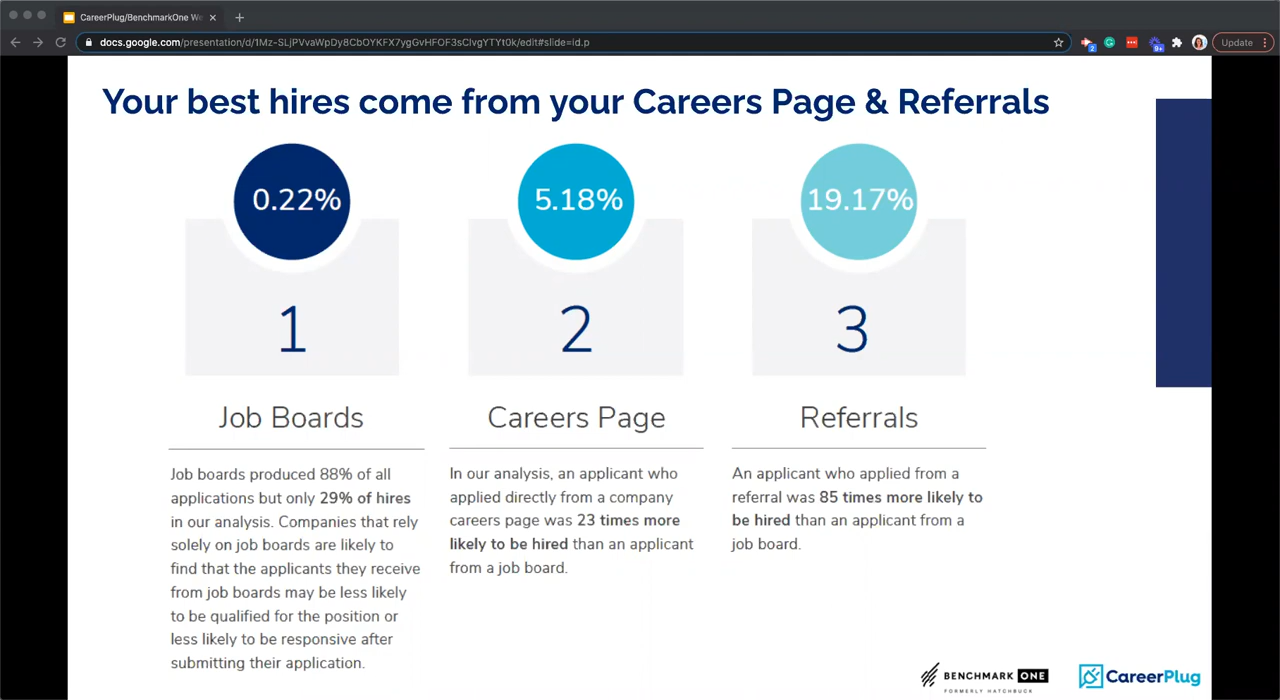 CareerPlug/BenchmarkOne We
docs.google.com/presentation/d/1Mz-SLjPVvaWpDy8CbOYKFX7ygGvHFOF3sClvgYTYt0k/edit#slide=id.p
2
9+
Update
Your best hires come from your Careers Page & Referrals
0.22%
5.18%
19.17%
1
2
3
Job Boards
Careers Page
Referrals
Job boards produced 88% of all
applications but only 29% of hires
in our analysis. Companies that rely
solely on job boards are likely to
find that the applicants they receive
from job boards may be less likely
to be qualified for the position or
less likely to be responsive after
submitting their application.
In our analysis, an applicant who
applied directly from a company
careers page was 23 times more
likely to be hired than an applicant
from a job board.
An applicant who applied from a
referral was 85 times more likely to
be hired than an applicant from a
job board.
BENCHMARK ONE
FORMERLY HATCHBUCK
CareerPlug